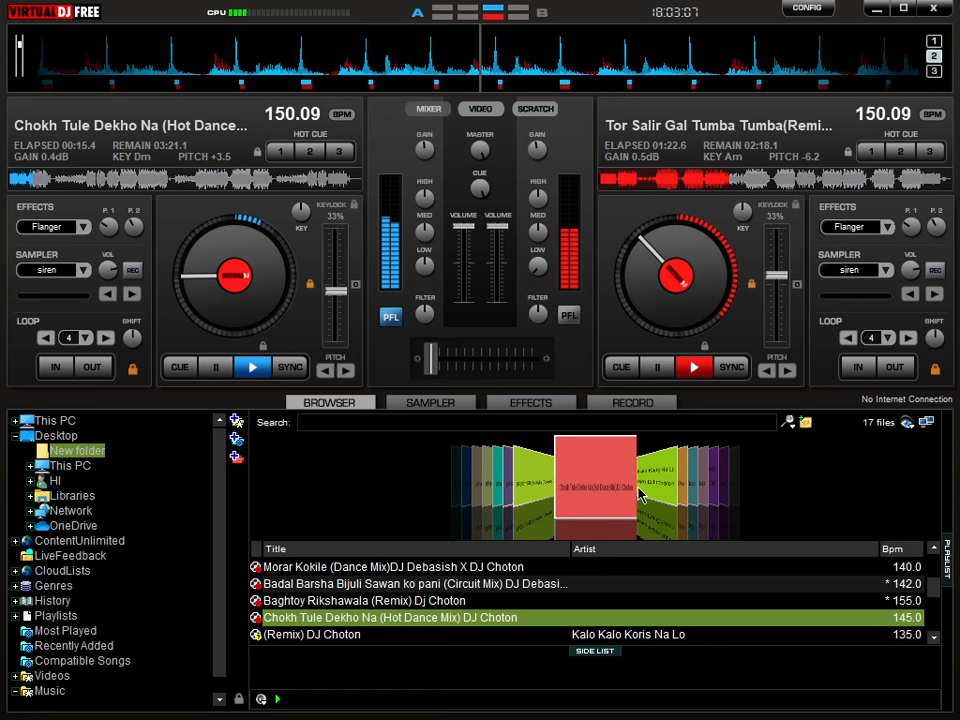 VIRTUAL DJ FREE
CPU
A
B
18:03:07
CONFIG
1
2
3
Chokh Tule Dekho Na (Hot Dance...
150.09 BPM
HOT CUE
1 2 3
ELAPSED 00:15.4 REMAIN 03:21.1
GAIN 0.4dB KEY Dm PITCH +3.5
MIXER VIDEO SCRATCH
GAIN MASTER GAIN
HIGH CUE HIGH
MED VOLUME VOLUME MED
LOW LOW
FILTER FILTER
PFL PFL
Tor Salir Gal Tumba Tumba(Remi...
150.09 BPM
HOT CUE
1 2 3
ELAPSED 01:22.6 REMAIN 02:18.1
GAIN 0.5dB KEY Am PITCH -6.2
EFFECTS P. 1 P. 2
Flanger
SAMPLER VOL
siren REC
LOOP SHIFT
4
IN OUT
KEYLOCK
33%
KEY
VIRTUAL DJ
CUE SYNC
PITCH
KEYLOCK
33%
KEY
CUE SYNC
PITCH
EFFECTS P. 1 P. 2
Flanger
SAMPLER VOL
siren REC
LOOP SHIFT
4
IN OUT
BROWSER SAMPLER EFFECTS RECORD
No Internet Connection
This PC
Desktop
New folder
This PC
HI
Libraries
Network
OneDrive
ContentUnlimited
LiveFeedback
CloudLists
Genres
History
Playlists
Most Played
Recently Added
Compatible Songs
Videos
Music
Search:
17 files
Chokh Tule Dekho Na (Hot Dance Mix) DJ Choton
Title Artist Bpm
Morar Kokile (Dance Mix)DJ Debasish X DJ Choton 140.0
Badal Barsha Bijuli Sawan ko pani (Circuit Mix) DJ Debasi... * 142.0
Baghtoy Rikshawala (Remix) Dj Choton * 155.0
Chokh Tule Dekho Na (Hot Dance Mix) DJ Choton 145.0
(Remix) DJ Choton Kalo Kalo Koris Na Lo 135.0
SIDE LIST
PLAYLIST